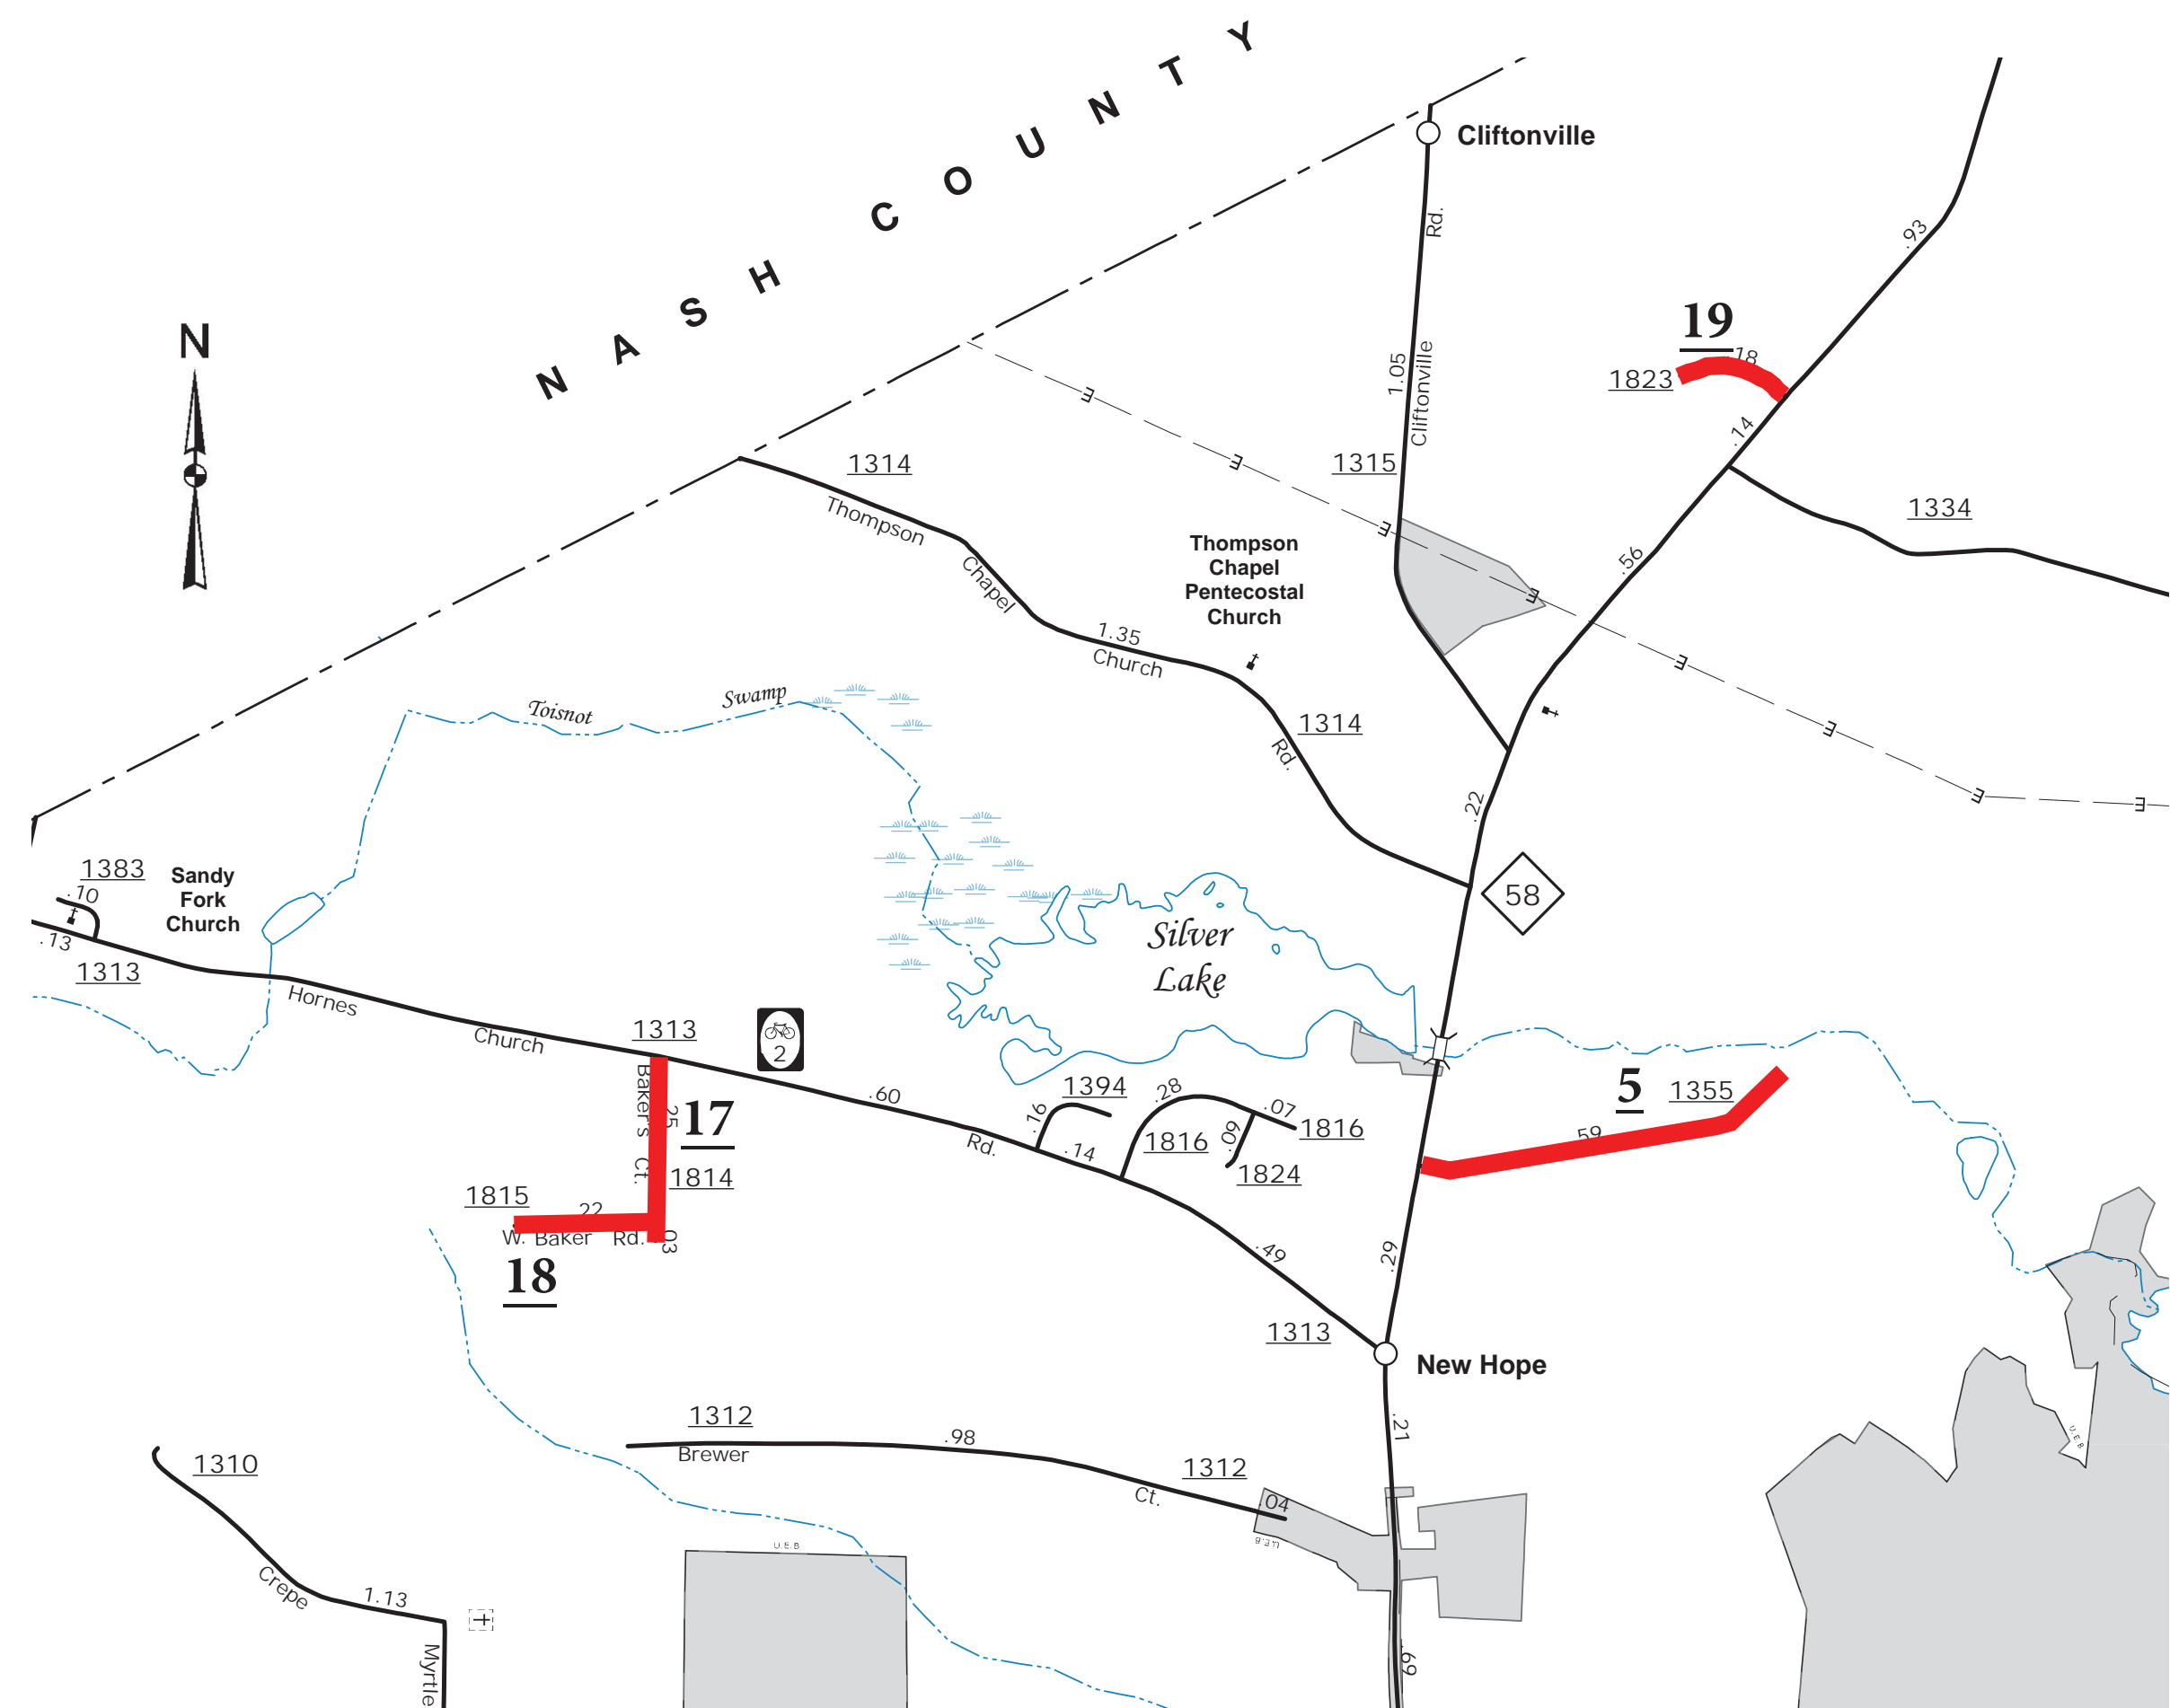 NASH COUNTY
Cliftonville
Rd.
.93
N
19
.18
1823
1.05
Cliftonville
.14
1314
1315
Thompson
1334
Thompson
Chapel
Pentecostal
Church
E
E
E
E
E
E
E
E
.56
Chapel
1.35
Church
Toisnot
Swamp
1314
Rd.
.22
1383
.10
Sandy
Fork
Church
58
.13
1313
Silver
Lake
Hornes
Church
1313
2
Baker's Ct.
.25
17
.60
1394
.16
.28
.07
1816
1816
.09
1824
5
1355
.59
Rd.
.14
1814
1815
.22
W. Baker Rd.
.03
18
.49
.29
1313
New Hope
1312
.98
Brewer
.21
1310
1312
Ct.
.04
U.E.B
U.E.B
U.E.B
Crepe
1.13
Myrtle
.69